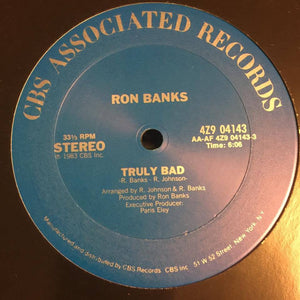 CBS ASSOCIATED RECORDS
RON BANKS
33⅓ RPM
STEREO
℗ 1983 CBS Inc.
4Z9 04143
AA-AF 4Z9 04143-3
Time: 6:06
TRULY BAD
-R. Banks - R. Johnson-
Arranged by R. Johnson & R. Banks
Produced by Ron Banks
Executive Producer:
Paris Eley
Manufactured and distributed by CBS Records CBS Inc 51 W 52 Street, New York, N.Y.